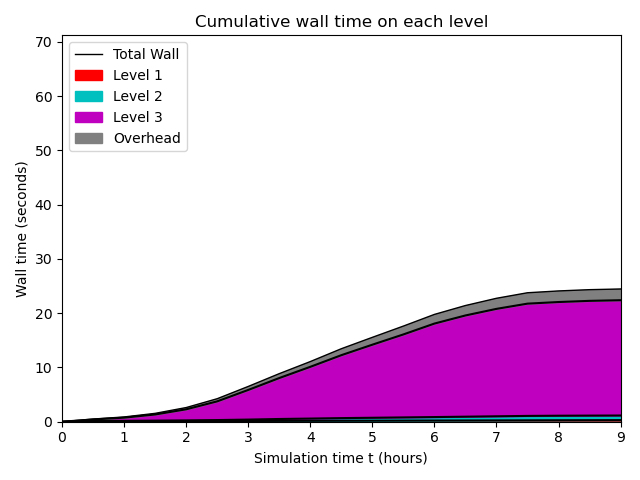 Cumulative wall time on each level
70
60
50
40
30
20
10
0
Wall time (seconds)
Total Wall
Level 1
Level 2
Level 3
Overhead
0 1 2 3 4 5 6 7 8 9
Simulation time t (hours)